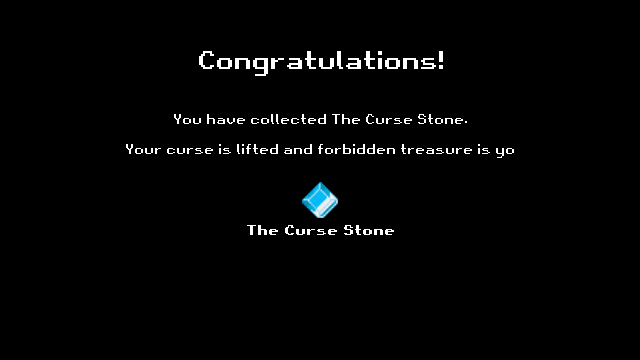 Congratulations!
You have collected The Curse Stone.
Your curse is lifted and forbidden treasure is yo
The Curse Stone